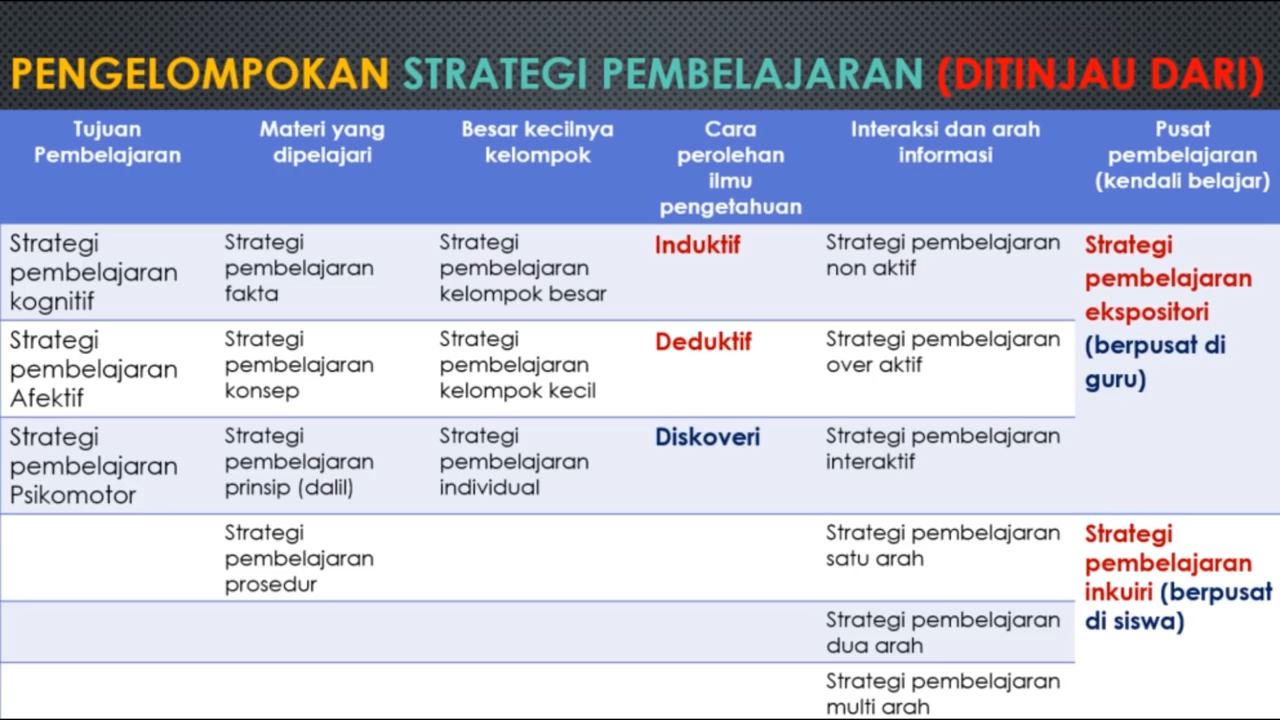 PENGELOMPOKAN STRATEGI PEMBELAJARAN (DITINJAU DARI)
Tujuan
Pembelajaran
Materi yang
dipelajari
Besar kecilnya
kelompok
Cara
perolehan
ilmu
pengetahuan
Interaksi dan arah
informasi
Pusat
pembelajaran
(kendali belajar)
Strategi
pembelajaran
kognitif
Strategi
pembelajaran
fakta
Strategi
pembelajaran
kelompok besar
Induktif
Strategi pembelajaran
non aktif
Strategi
pembelajaran
ekspositori
(berpusat di
guru)
Strategi
pembelajaran
Afektif
Strategi
pembelajaran
konsep
Strategi
pembelajaran
kelompok kecil
Deduktif
Strategi pembelajaran
over aktif
Strategi
pembelajaran
Psikomotor
Strategi
pembelajaran
prinsip (dalil)
Strategi
pembelajaran
individual
Diskoveri
Strategi pembelajaran
interaktif
Strategi
pembelajaran
prosedur
Strategi pembelajaran
satu arah
Strategi
pembelajaran
inkuiri (berpusat
di siswa)
Strategi pembelajaran
dua arah
Strategi pembelajaran
multi arah